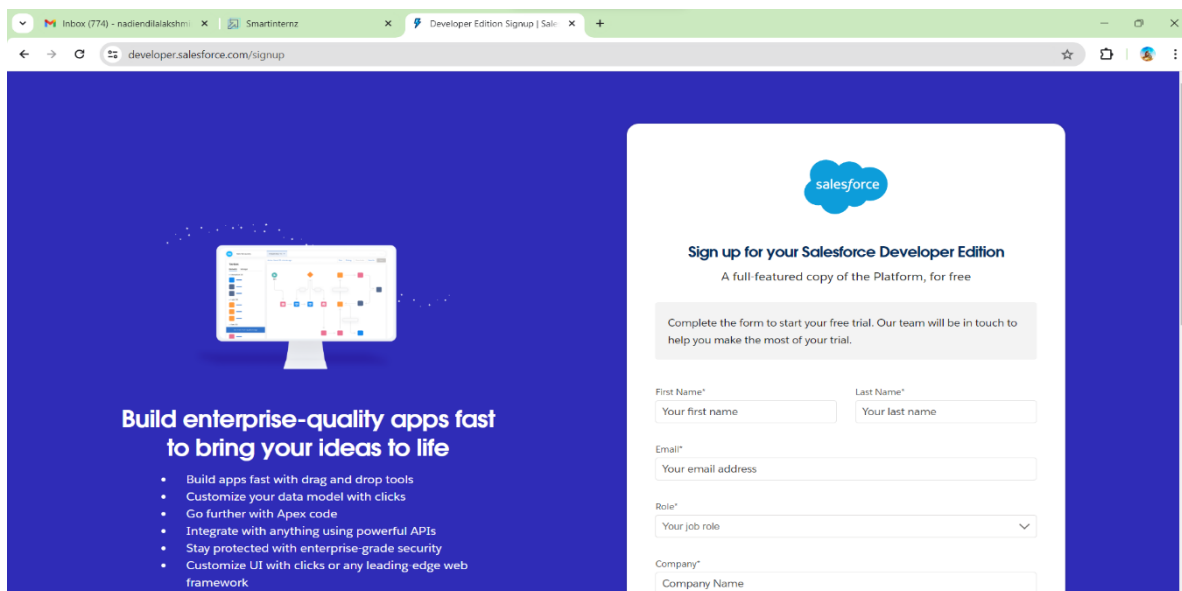 Inbox (774) - nadiendilalakshmi
Smartinternz
Developer Edition Signup | Sale
developer.salesforce.com/signup
salesforce
Sign up for your Salesforce Developer Edition
A full-featured copy of the Platform, for free
Complete the form to start your free trial. Our team will be in touch to
help you make the most of your trial.
First Name* Last Name*
Your first name Your last name
Email*
Your email address
Role*
Your job role
Company*
Company Name
Build enterprise-quality apps fast
to bring your ideas to life
• Build apps fast with drag and drop tools
• Customize your data model with clicks
• Go further with Apex code
• Integrate with anything using powerful APIs
• Stay protected with enterprise-grade security
• Customize UI with clicks or any leading-edge web
framework